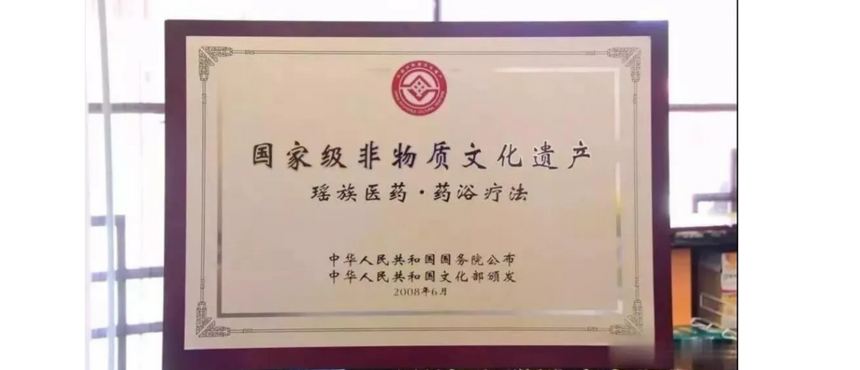 国家级非物质文化遗产
瑶族医药·药浴疗法
中华人民共和国国务院公布
中华人民共和国文化部颁发
2008年6月